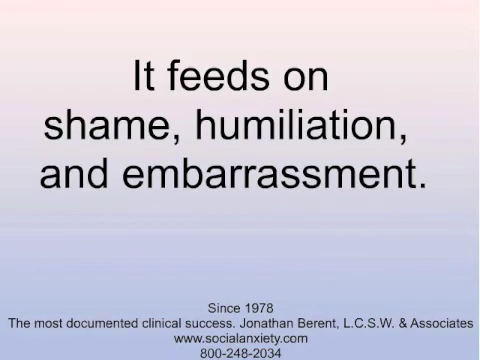 It feeds on
shame, humiliation,
and embarrassment.
Since 1978
The most documented clinical success. Jonathan Berent, L.C.S.W. & Associates
www.socialanxiety.com
800-248-2034